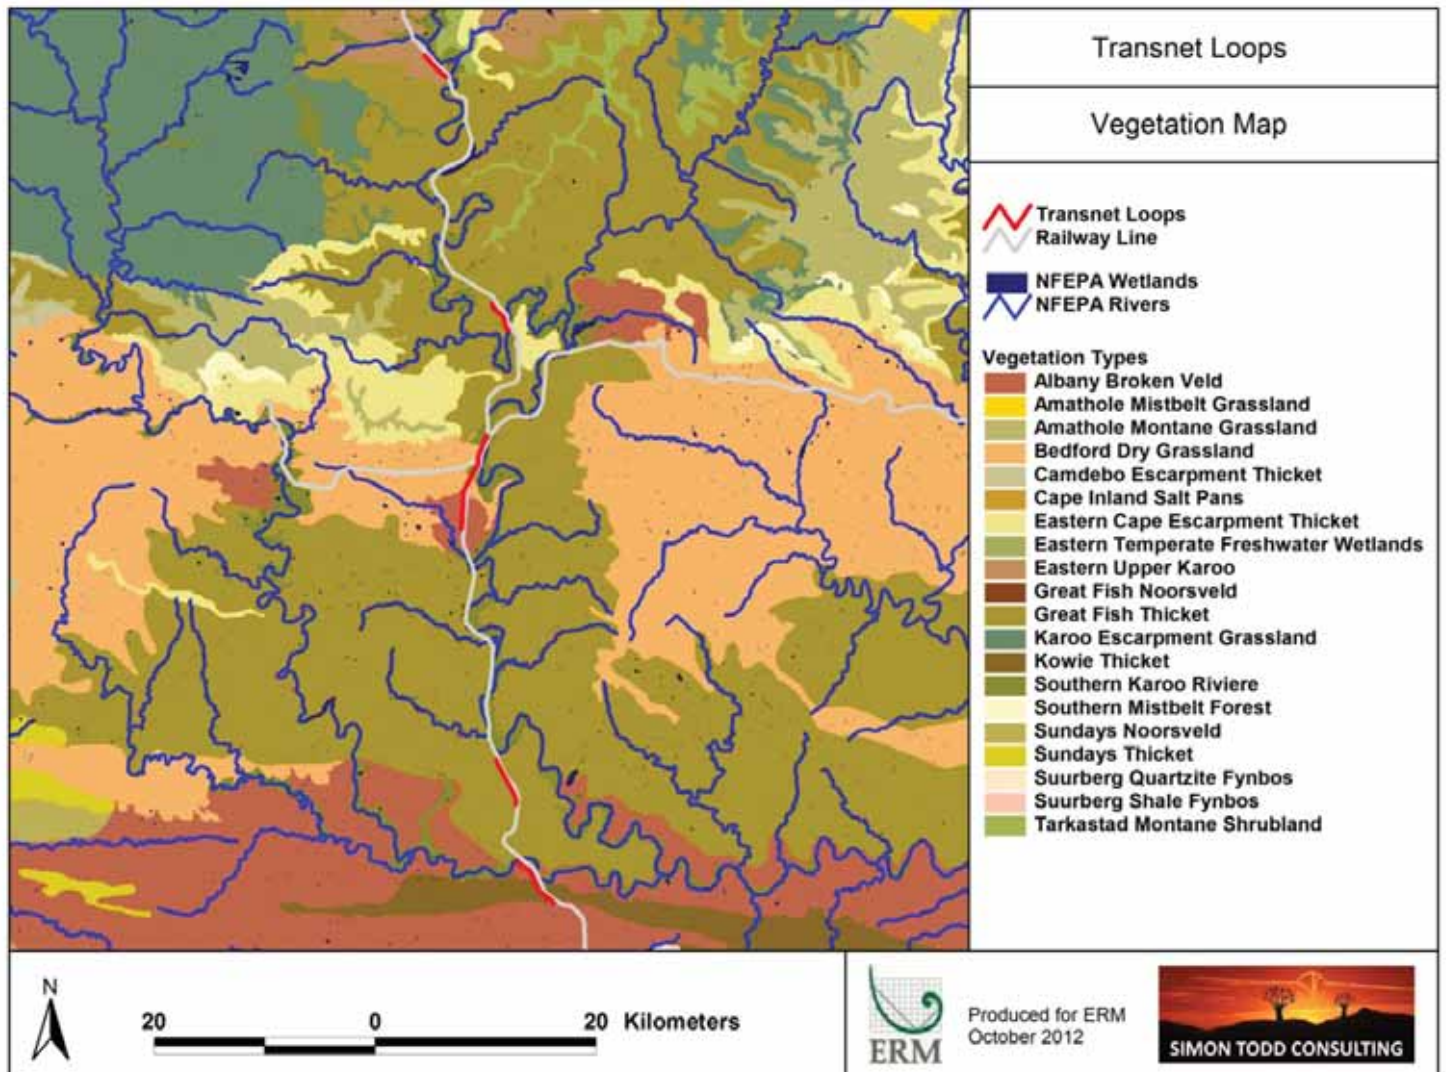 Transnet Loops
Vegetation Map
Transnet Loops
Railway Line
NFEPA Wetlands
NFEPA Rivers
Vegetation Types
Albany Broken Veld
Amathole Mistbelt Grassland
Amathole Montane Grassland
Bedford Dry Grassland
Camdebo Escarpment Thicket
Cape Inland Salt Pans
Eastern Cape Escarpment Thicket
Eastern Temperate Freshwater Wetlands
Eastern Upper Karoo
Great Fish Noorsveld
Great Fish Thicket
Karoo Escarpment Grassland
Kowie Thicket
Southern Karoo Riviere
Southern Mistbelt Forest
Sundays Noorsveld
Sundays Thicket
Suurberg Quartzite Fynbos
Suurberg Shale Fynbos
Tarkastad Montane Shrubland
N
20 0 20 Kilometers
ERM
Produced for ERM
October 2012
SIMON TODD CONSULTING